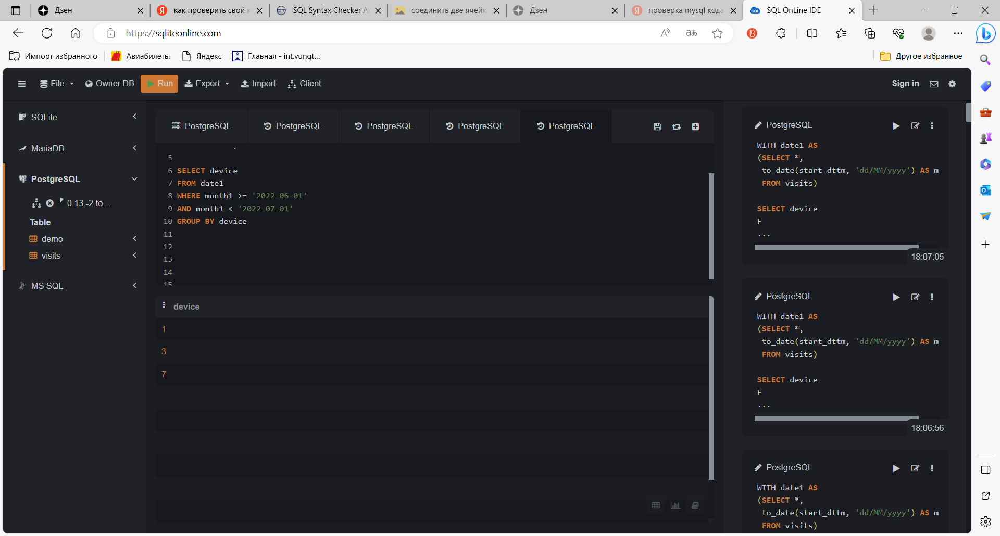 Дзен
как проверить свой к
SQL Syntax Checker A
соединить две ячейк
Дзен
проверка mysql кода
SQL OnLine IDE
https://sqliteonline.com
Импорт избранного
Авиабилеты
Яндекс
Главная - int.vungt...
Другое избранное
File
Owner DB
Run
Export
Import
Client
Sign in
SQLite
MariaDB
PostgreSQL
0.13.-2.to...
Table
demo
visits
MS SQL
PostgreSQL
PostgreSQL
PostgreSQL
PostgreSQL
PostgreSQL
5
6 SELECT device
7 FROM date1
8 WHERE month1 >= '2022-06-01'
9 AND month1 < '2022-07-01'
10 GROUP BY device
11
12
13
14
15
device
1
3
7
PostgreSQL
WITH date1 AS
(SELECT *,
to_date(start_dttm, 'dd/MM/yyyy') AS m
FROM visits)
SELECT device
F
...
18:07:05
PostgreSQL
WITH date1 AS
(SELECT *,
to_date(start_dttm, 'dd/MM/yyyy') AS m
FROM visits)
SELECT device
F
...
18:06:56
PostgreSQL
WITH date1 AS
(SELECT *,
to_date(start_dttm, 'dd/MM/yyyy') AS m
FROM visits)